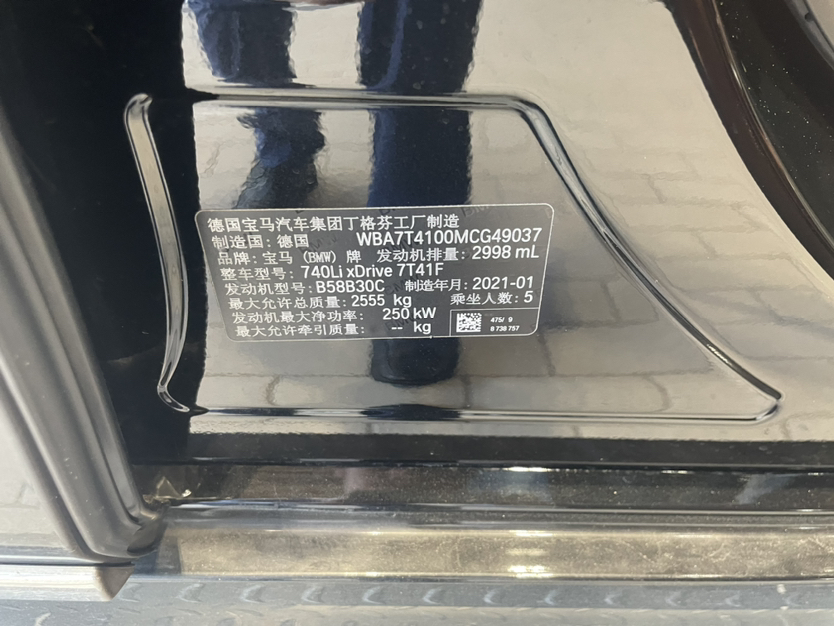 德国宝马汽车集团丁格芬工厂制造
制造国: 德国 WBA7T4100MCG49037
品牌: 宝马 (BMW) 牌 发动机排量: 2998 mL
整车型号: 740Li xDrive 7T41F
发动机型号: B58B30C 制造年月: 2021-01
最大允许总质量: 2555 kg 乘坐人数: 5
发动机最大净功率: 250 kW
最大允许牵引质量: -- kg
475/ 9
8 738 757